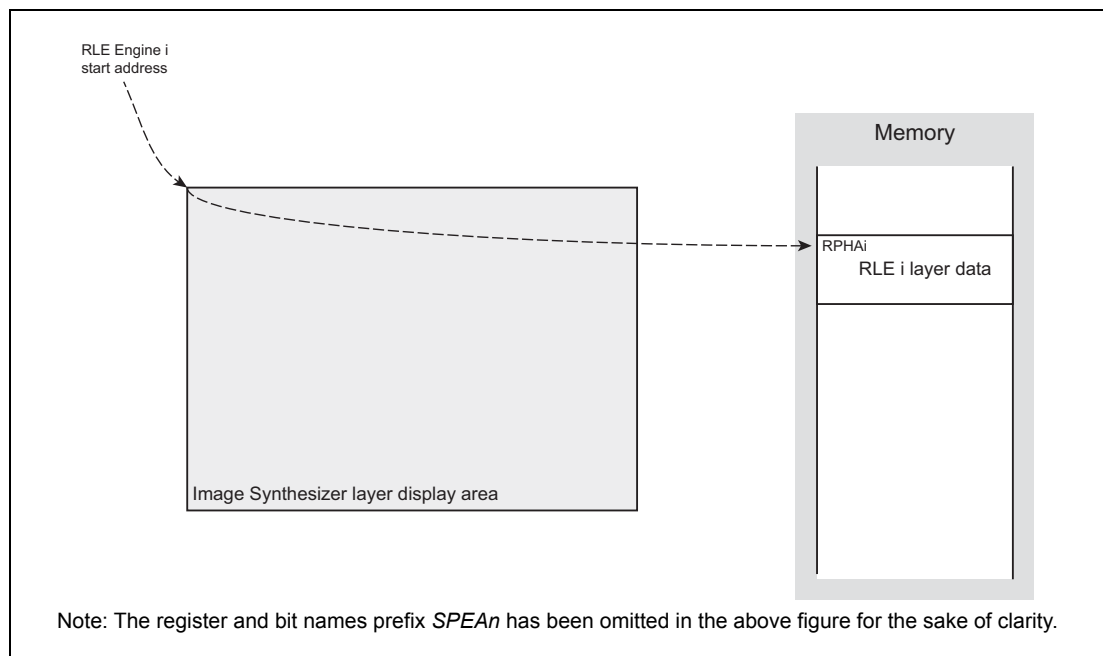 RLE Engine i
start address
Memory
RPHAi
RLE i layer data
Image Synthesizer layer display area
Note: The register and bit names prefix SPEAn has been omitted in the above figure for the sake of clarity.